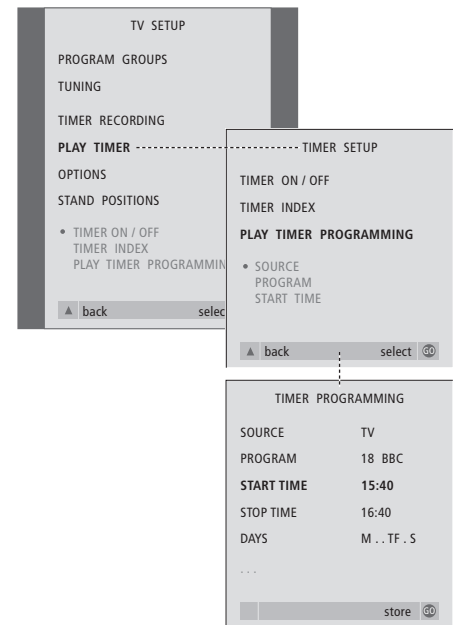 TV SETUP
PROGRAM GROUPS
TUNING
TIMER RECORDING
PLAY TIMER
OPTIONS
STAND POSITIONS
• TIMER ON / OFF
TIMER INDEX
PLAY TIMER PROGRAMMIN
▲ back selec
TIMER SETUP
TIMER ON / OFF
TIMER INDEX
PLAY TIMER PROGRAMMING
• SOURCE
PROGRAM
START TIME
▲ back select GO
TIMER PROGRAMMING
SOURCE TV
PROGRAM 18 BBC
START TIME 15:40
STOP TIME 16:40
DAYS M . . TF . S
. . .
store GO